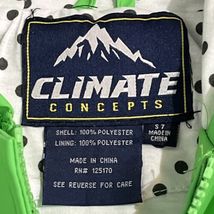 CLIMATE
CONCEPTS
SHELL: 100% POLYESTER
LINING: 100% POLYESTER
MADE IN CHINA
RN# 125170
SEE REVERSE FOR CARE
S 7
MADE IN
CHINA